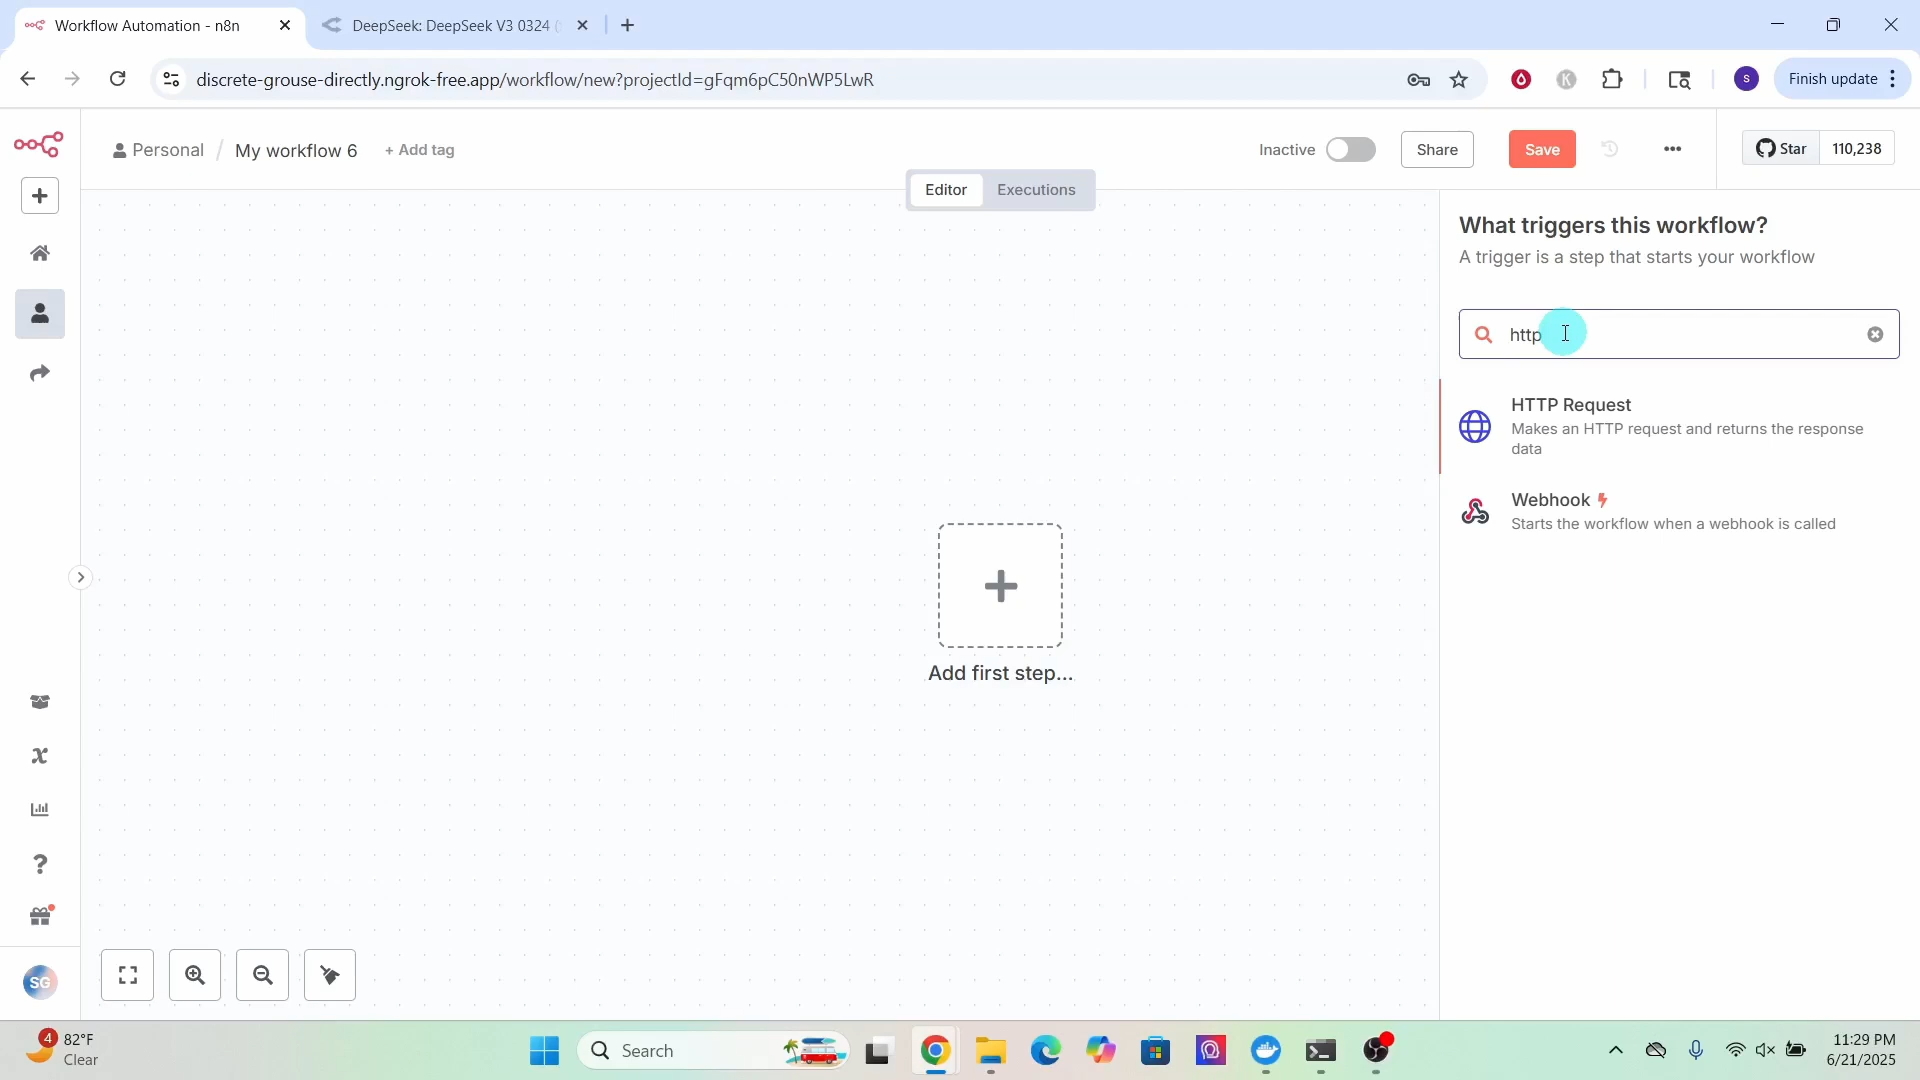 Workflow Automation - n8n
DeepSeek: DeepSeek V3 0324 (
discrete-grouse-directly.ngrok-free.app/workflow/new?projectId=gFqm6pC50nWP5LwR
K
S
Finish update
Personal / My workflow 6 + Add tag
Inactive
Share
Save
Star
110,238
Editor
Executions
What triggers this workflow?
A trigger is a step that starts your workflow
http
HTTP Request
Makes an HTTP request and returns the response
data
Webhook
Starts the workflow when a webhook is called
Add first step...
SG
4
82°F
Clear
Search
11:29 PM
6/21/2025